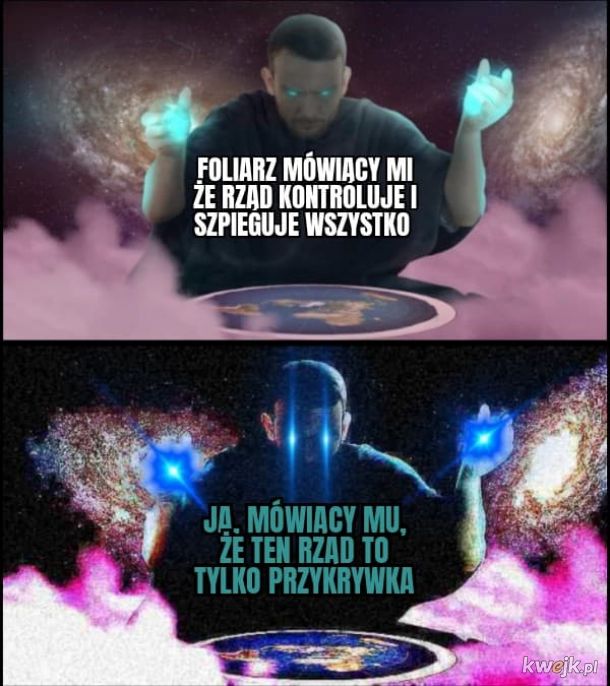 FOLIARZ MÓWIĄCY MI
ŻE RZĄD KONTROLUJE I
SZPIEGUJE WSZYSTKO
JA, MÓWIĄCY MU,
ŻE TEN RZĄD TO
TYLKO PRZYKRYWKA
kwejk.pl